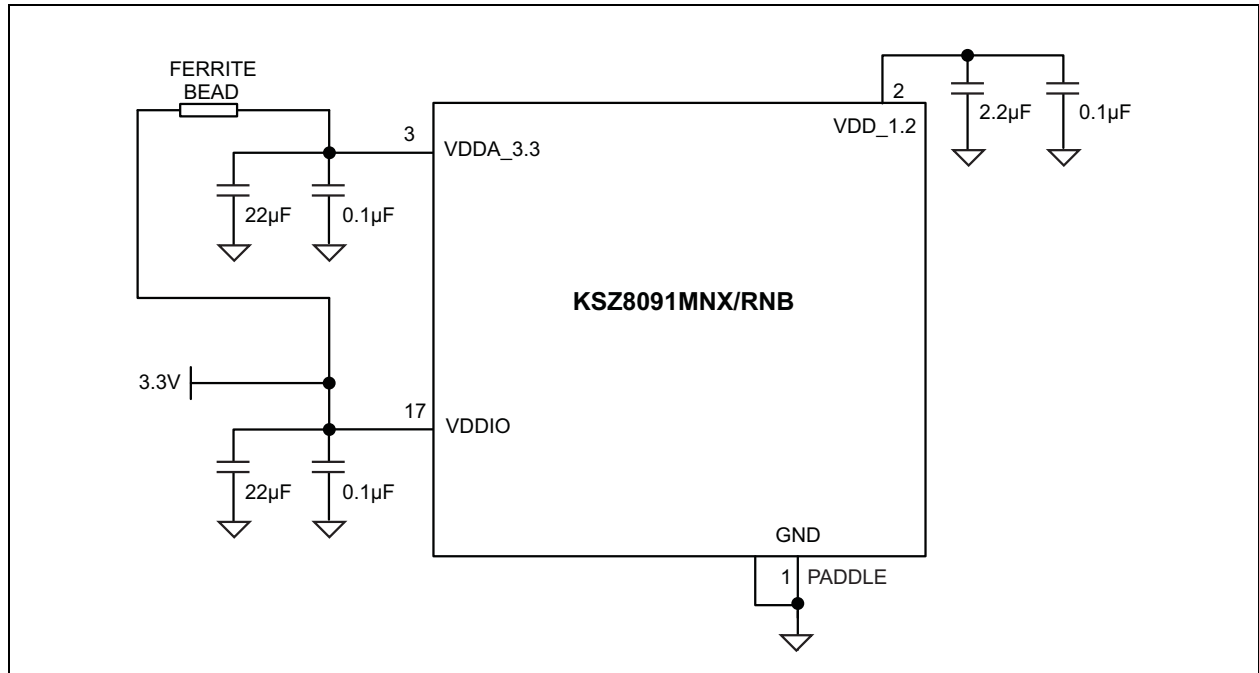 FERRITE
BEAD
2
VDD_1.2
2.2µF
0.1µF
3
VDDA_3.3
22µF
0.1µF
KSZ8091MNX/RNB
3.3V
17
VDDIO
22µF
0.1µF
GND
1
PADDLE